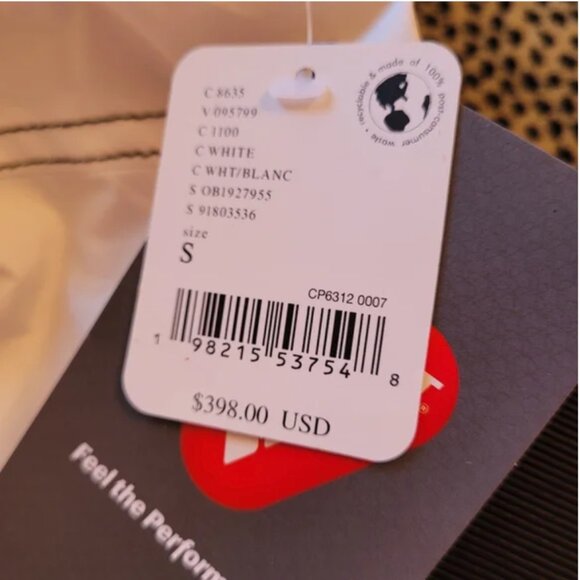 C 8635
V 095799
C 1100
C WHITE
C WHT/BLANC
S OB1927955
S 91803536
size
S
recyclable & made of 100% post-consumer waste •
CP6312 0007
1 98215 53754 8
$398.00 USD
Feel the Perform